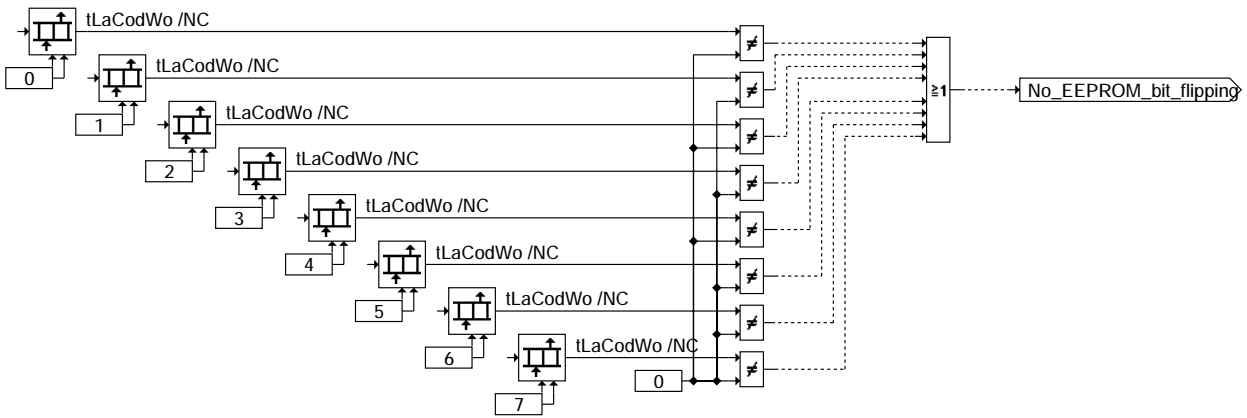 tLaCodWo /NC
≠
0
tLaCodWo /NC
≠
≥1
No_EEPROM_bit_flipping
1
tLaCodWo /NC
≠
2
tLaCodWo /NC
≠
3
tLaCodWo /NC
≠
4
tLaCodWo /NC
≠
5
tLaCodWo /NC
≠
6
tLaCodWo /NC
≠
7
0